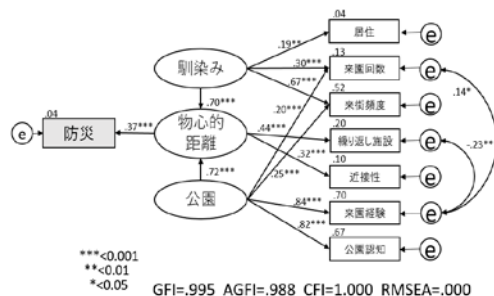 .04
居住
.19**
.13
馴染み
.30***
来園回数
.67***
.52
.14*
.70***
.20***
来街頻度
.04
.20
e
防災
.37***
物心的
距離
.44***
繰り返し施設
-.23**
.32***
.10
.25***
近接性
.72***
.70
公園
.84***
来園経験
.82***
.67
公園認知
e
e
e
e
e
e
e
***<0.001
**<0.01
*<0.05
GFI=.995 AGFI=.988 CFI=1.000 RMSEA=.000